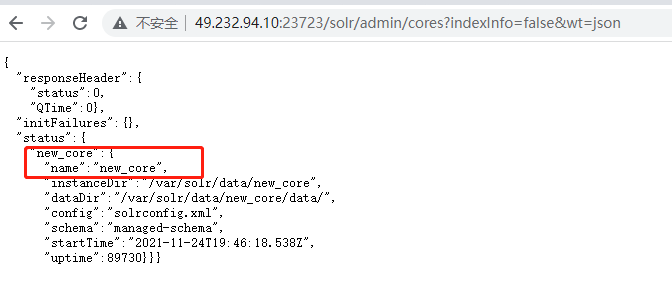 不安全 49.232.94.10:23723/solr/admin/cores?indexInfo=false&wt=json
{
"responseHeader":{
"status":0,
"QTime":0},
"initFailures":{},
"status":{
"new_core":{
"name":"new_core",
"instanceDir":"/var/solr/data/new_core",
"dataDir":"/var/solr/data/new_core/data/",
"config":"solrconfig.xml",
"schema":"managed-schema",
"startTime":"2021-11-24T19:46:18.538Z",
"uptime":89730}}}